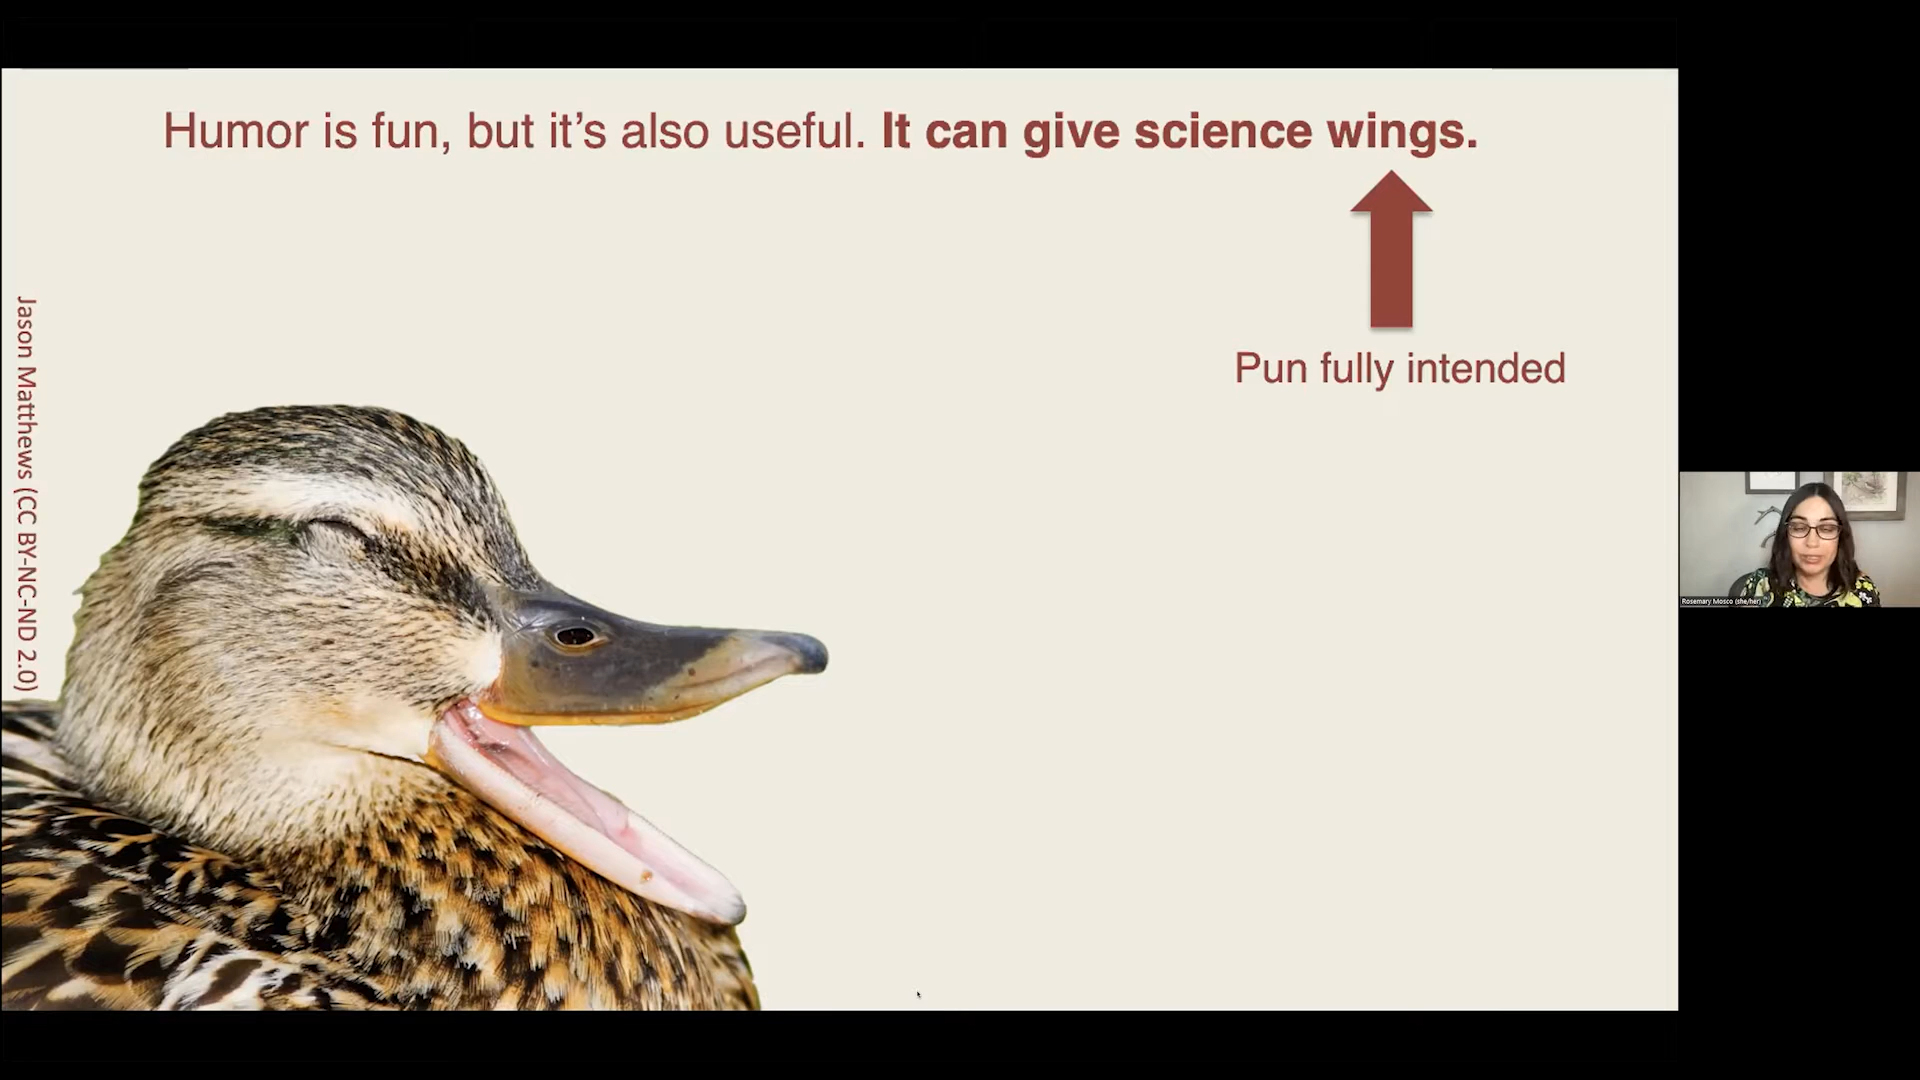 Humor is fun, but it’s also useful. It can give science wings.
Pun fully intended
Jason Matthews (CC BY-NC-ND 2.0)
Rosemary Mosco (she/her)